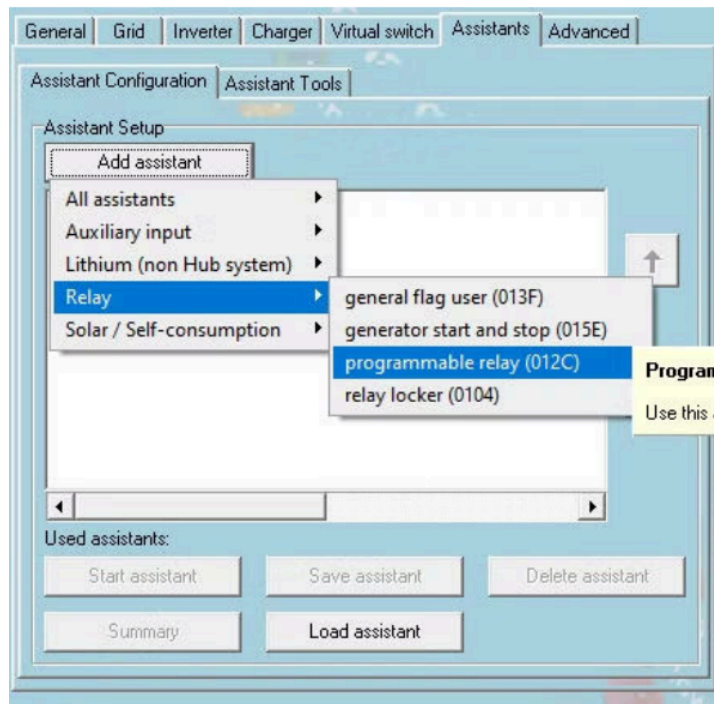 General Grid Inverter Charger Virtual switch Assistants Advanced
Assistant Configuration Assistant Tools
Assistant Setup
Add assistant
All assistants
Auxiliary input
Lithium (non Hub system)
Relay
Solar / Self-consumption
general flag user (013F)
generator start and stop (015E)
programmable relay (012C)
relay locker (0104)
Program
Use this
Used assistants:
Start assistant Save assistant Delete assistant
Summary Load assistant